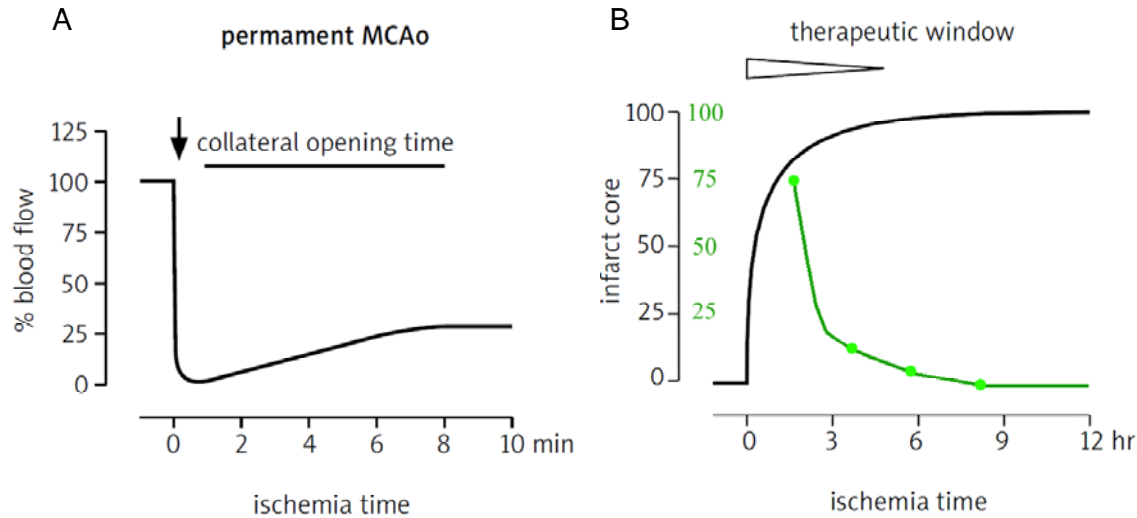 A
permament MCAo
125
100
75
50
25
0
% blood flow
collateral opening time
0 2 4 6 8 10 min
ischemia time
B
therapeutic window
100 100
75 75
50 50
25 25
0
infarct core
0 3 6 9 12 hr
ischemia time